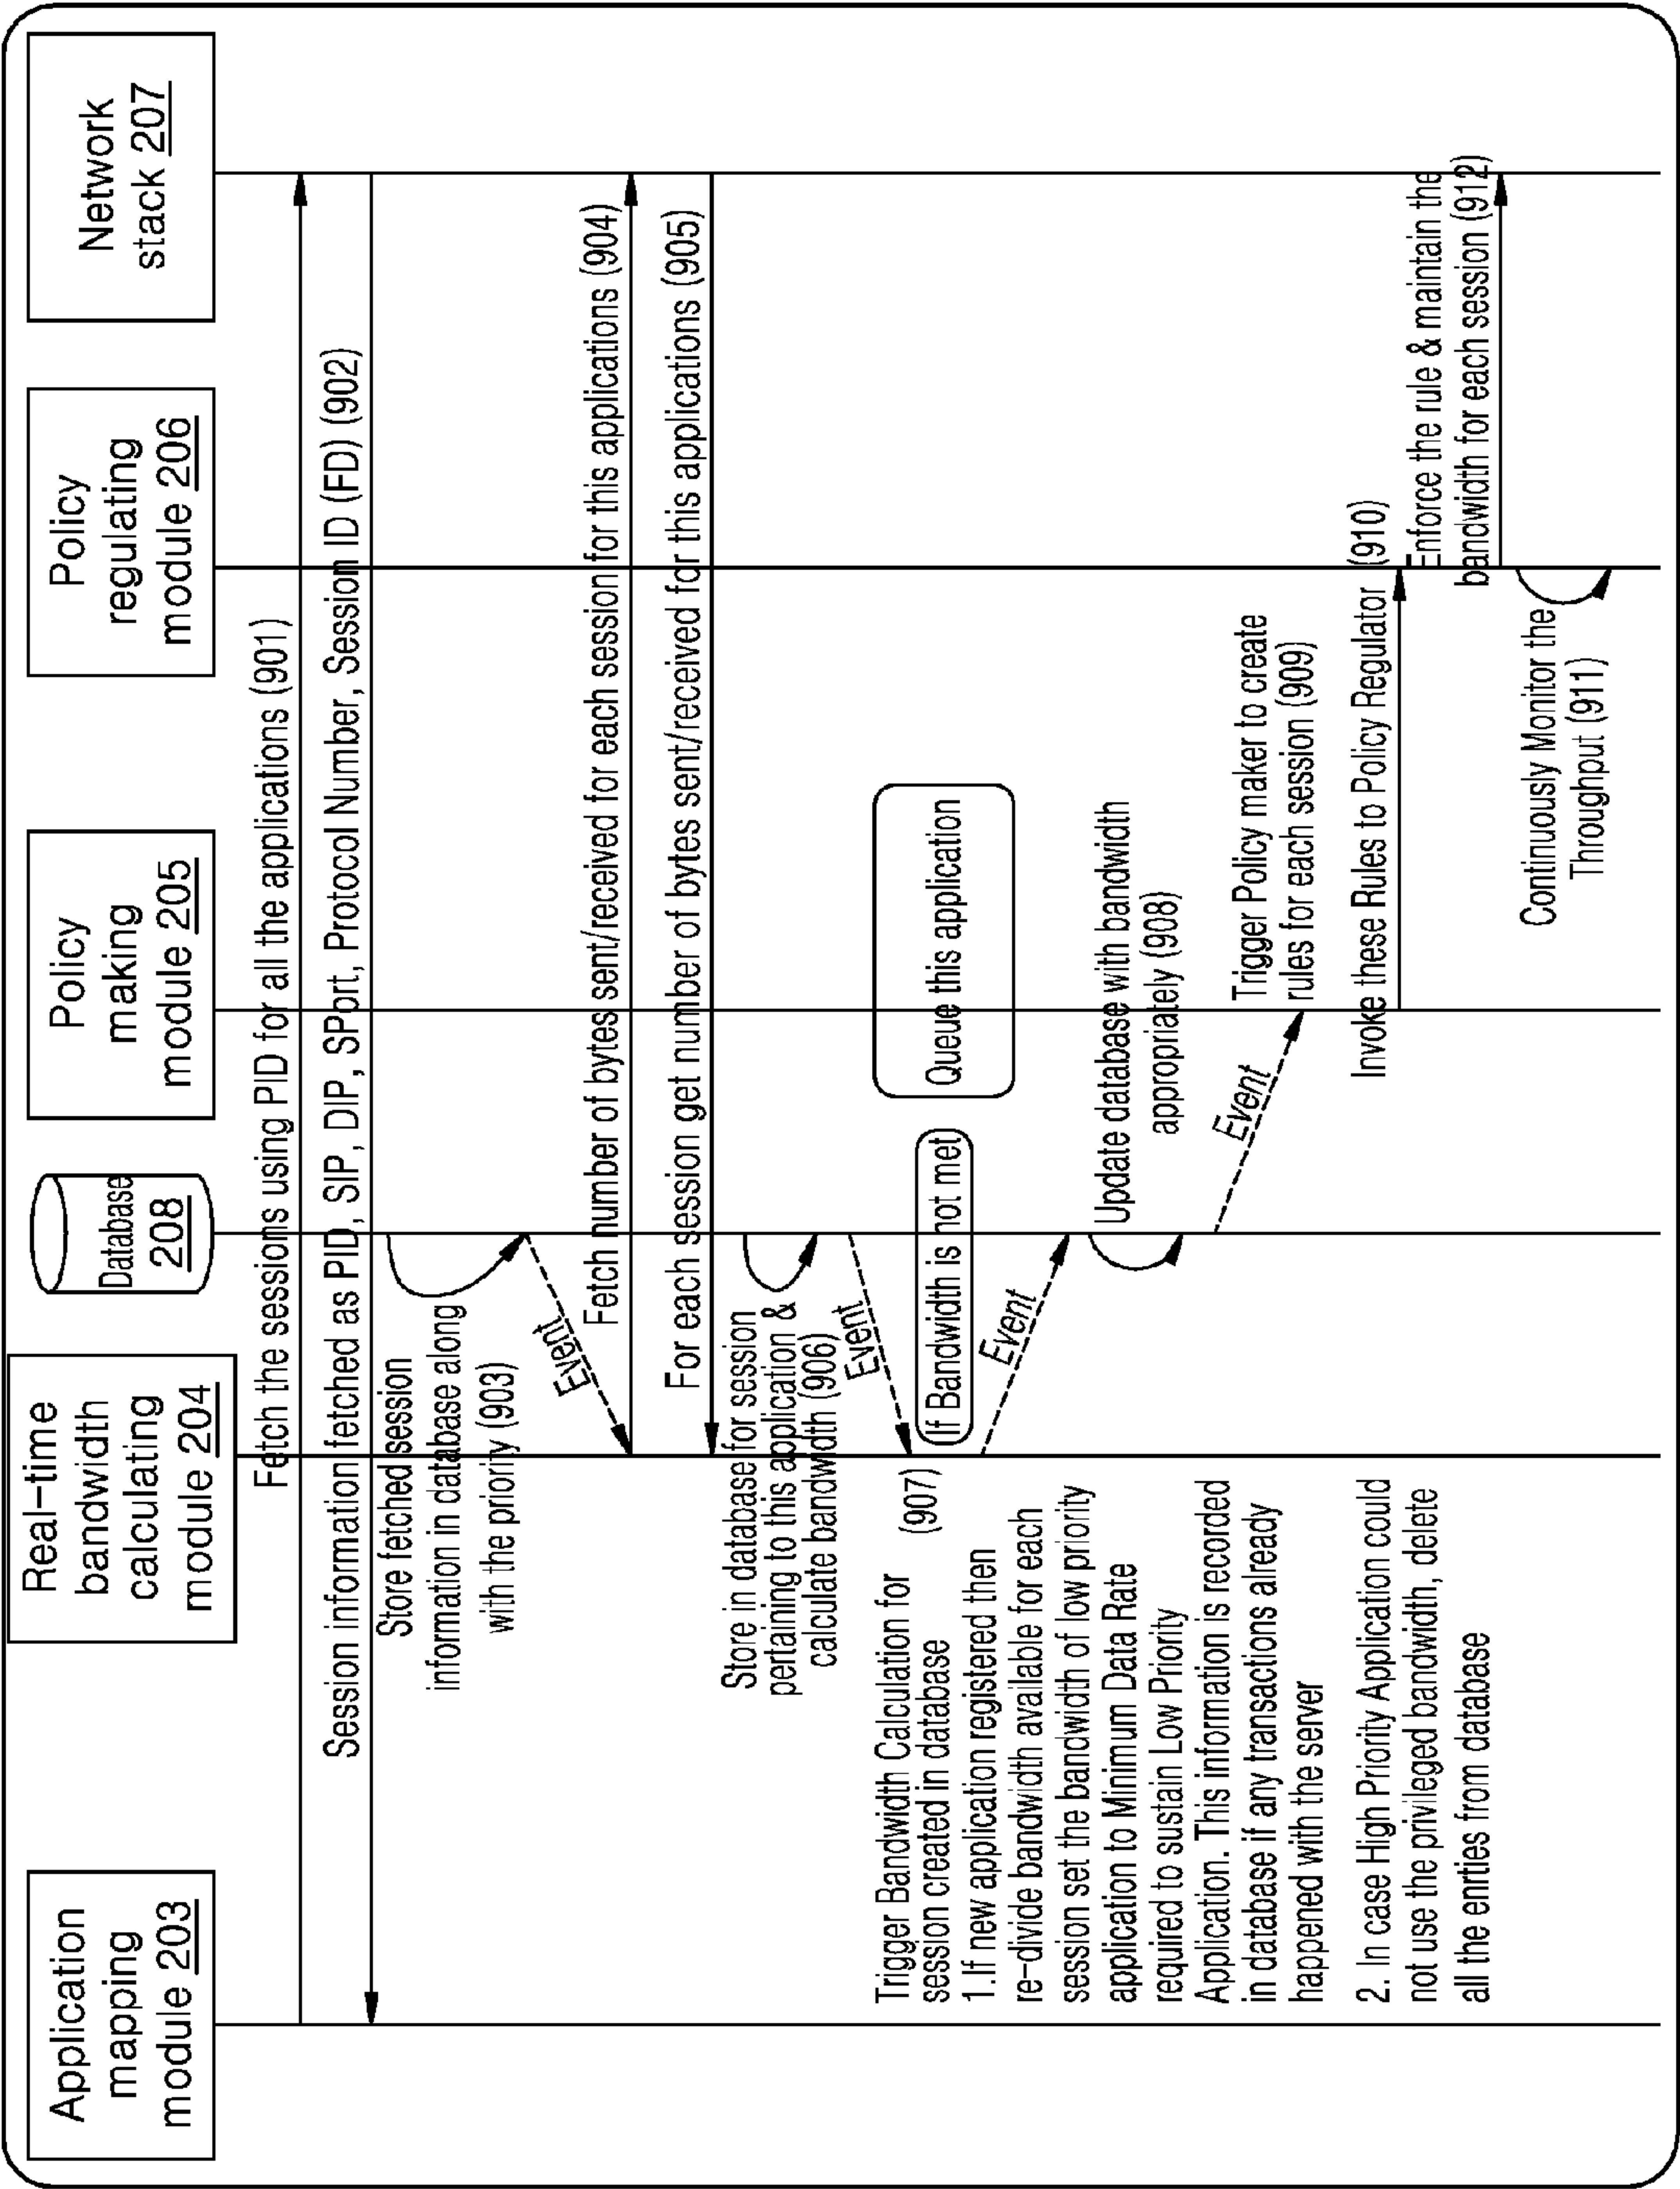 Application
mapping
module 203
Real-time
bandwidth
calculating
module 204
Database
208
Policy
making
module 205
Policy
regulating
module 206
Network
stack 207
Fetch the sessions using PID for all the applications (901)
Session information fetched as PID, SIP, DIP, SPort, Protocol Number, Session ID (FD) (902)
Store fetched session
information in database along
with the priority (903)
Event
Fetch number of bytes sent/received for each session for this applications (904)
For each session get number of bytes sent/received for this applications (905)
Store in database for session
pertaining to this application &
calculate bandwidth (906)
Event
(907)
Trigger Bandwidth Calculation for
session created in database
1.If new application registered then
re-divide bandwidth available for each
session set the bandwidth of low priority
application to Minimum Data Rate
required to sustain Low Priority
Application. This information is recorded
in database if any transactions already
happened with the server
2. In case High Priority Application could
not use the privileged bandwidth, delete
all the enrties from database
If Bandwidth is not met
Queue this application
Event
Update database with bandwidth
appropriately (908)
Event
Trigger Policy maker to create
rules for each session (909)
Invoke these Rules to Policy Regulator
(910)
Enforce the rule & maintain the
bandwidth for each session (912)
Continuously Monitor the
Throughput (911)